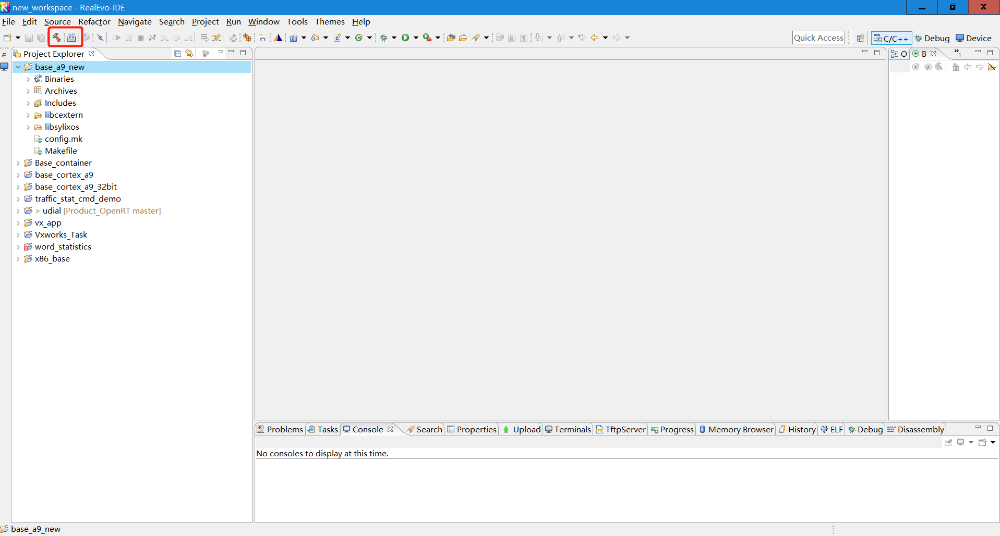 new_workspace - RealEvo-IDE
File Edit Source Refactor Navigate Search Project Run Window Tools Themes Help
Quick Access C/C++ Debug Device
Project Explorer
O B »1
base_a9_new
Binaries
Archives
Includes
libcextern
libsylixos
config.mk
Makefile
Base_container
base_cortex_a9
base_cortex_a9_32bit
traffic_stat_cmd_demo
> udial [Product_OpenRT master]
vx_app
Vxworks_Task
word_statistics
x86_base
Problems Tasks Console Search Properties Upload Terminals TftpServer Progress Memory Browser History ELF Debug Disassembly
No consoles to display at this time.
base_a9_new